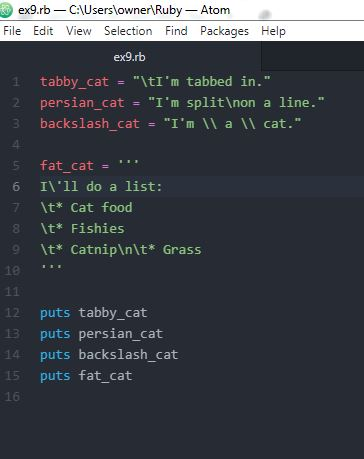 ex9.rb — C:\Users\owner\Ruby — Atom
File Edit View Selection Find Packages Help
ex9.rb
1 tabby_cat = "\tI'm tabbed in."
2 persian_cat = "I'm split\non a line."
3 backslash_cat = "I'm \\ a \\ cat."
4
5 fat_cat = '''
6 I\'ll do a list:
7 \t* Cat food
8 \t* Fishies
9 \t* Catnip\n\t* Grass
10 '''
11
12 puts tabby_cat
13 puts persian_cat
14 puts backslash_cat
15 puts fat_cat
16